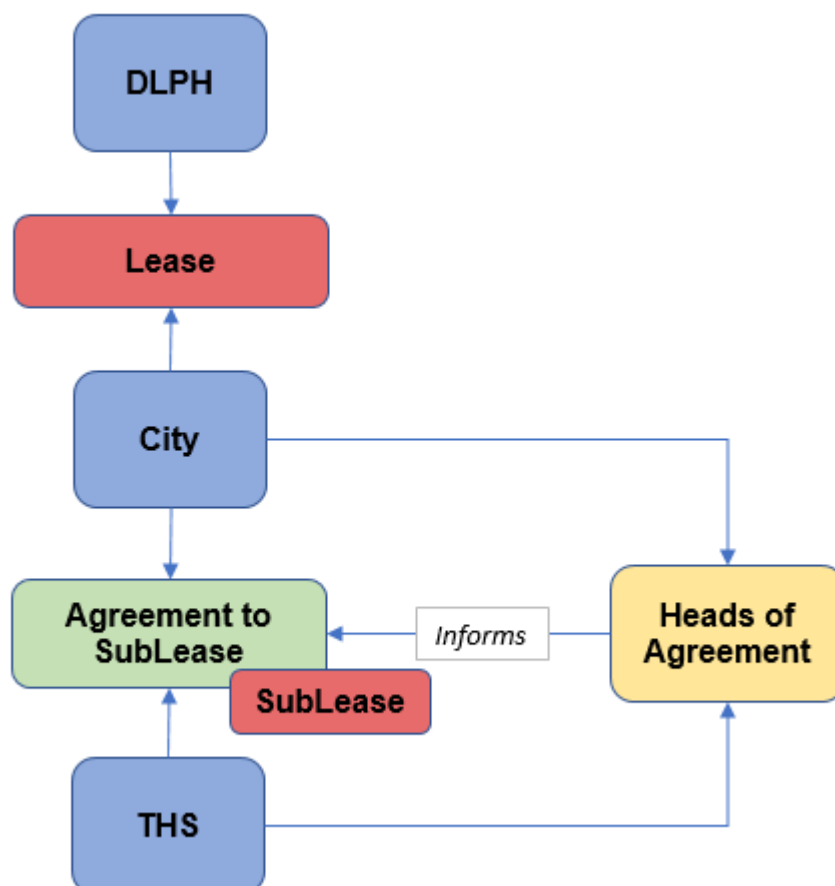 DLPH
Lease
City
Agreement to
SubLease
Informs
Heads of
Agreement
SubLease
THS